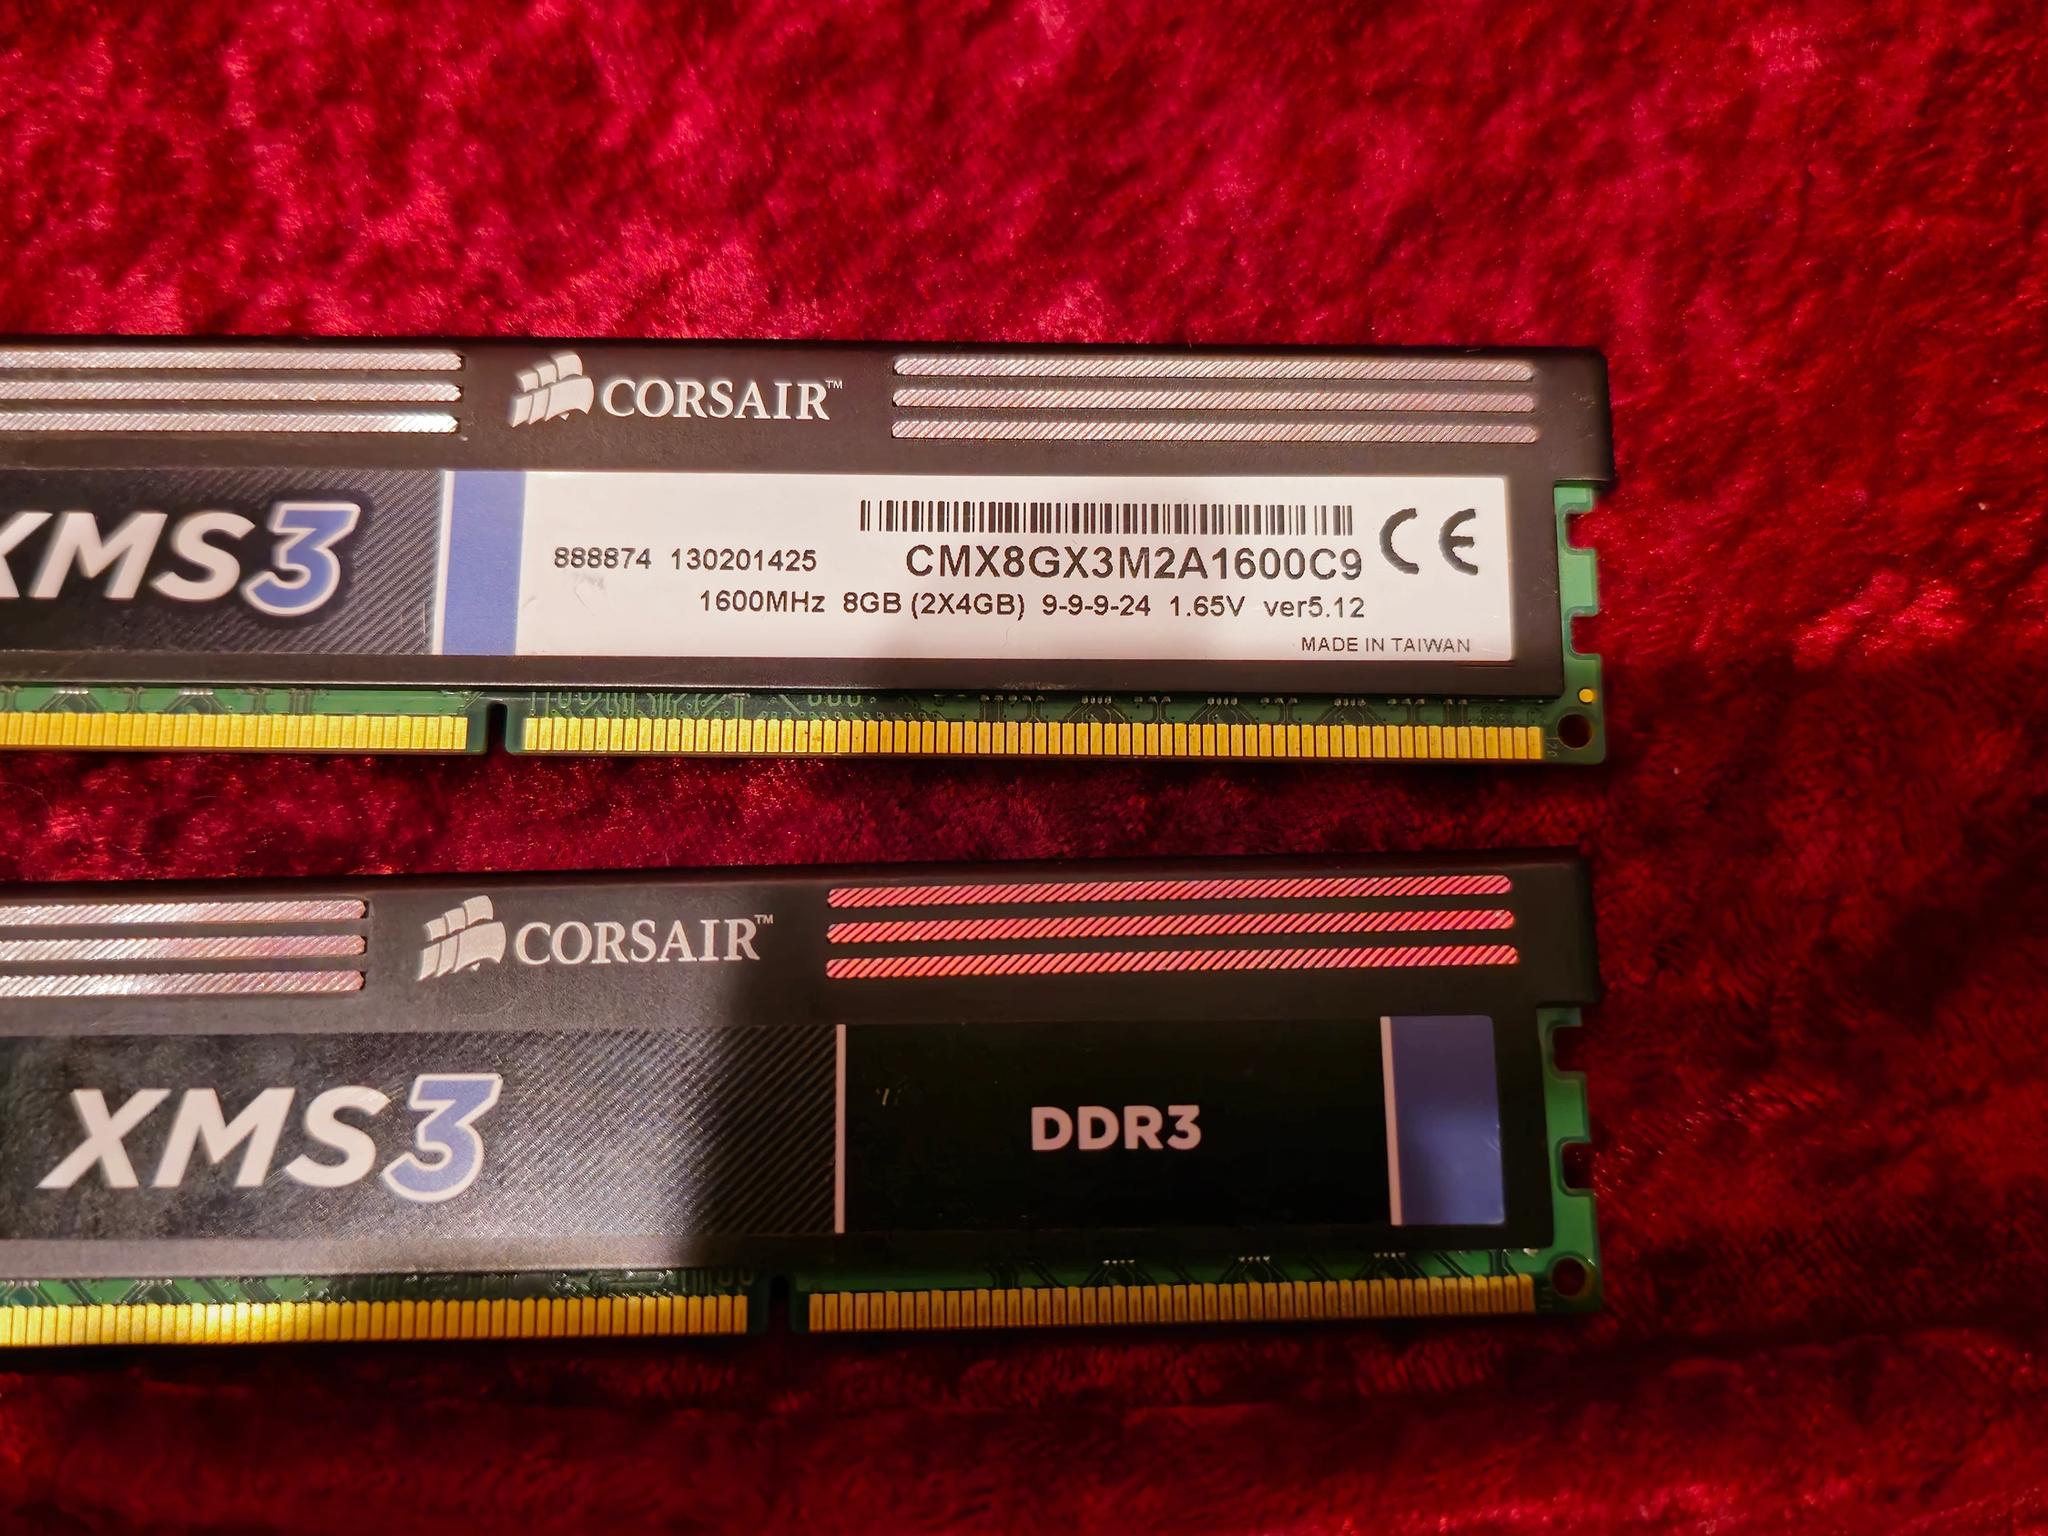 CORSAIR™
XMS3
888874 130201425
CMX8GX3M2A1600C9
CE
1600MHz 8GB (2X4GB) 9-9-9-24 1.65V ver5.12
MADE IN TAIWAN
CORSAIR™
XMS3
DDR3